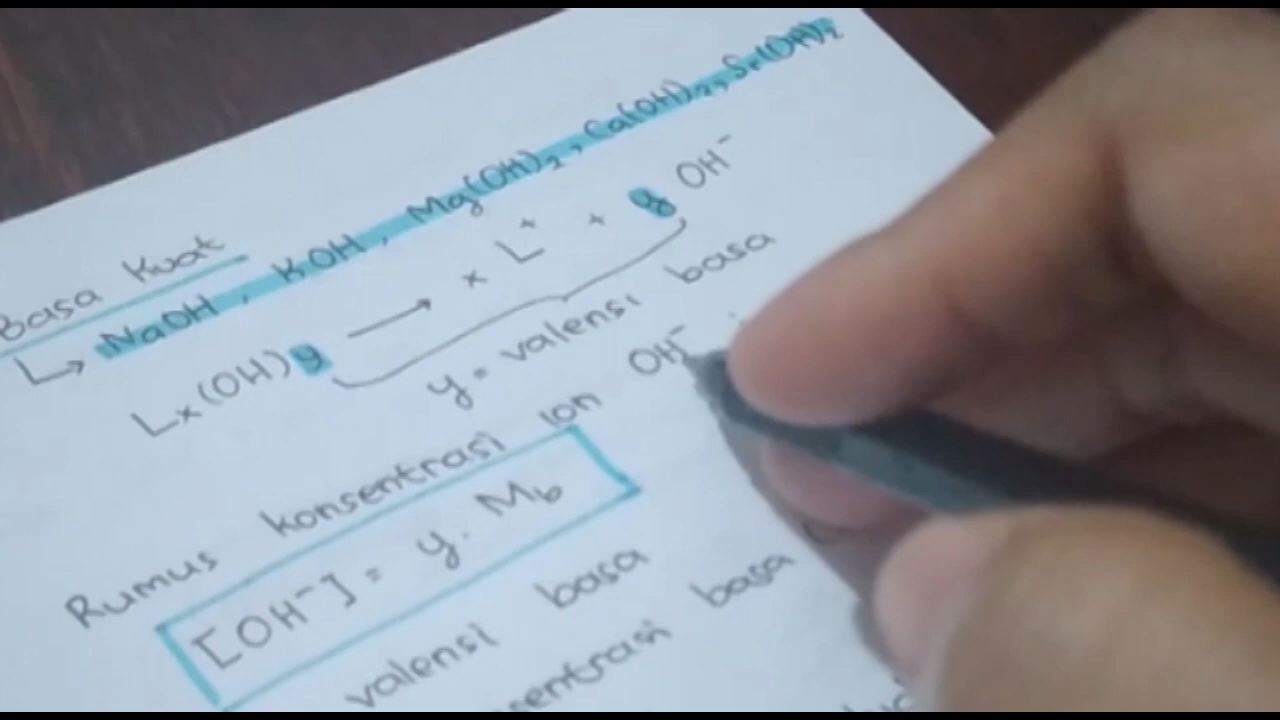 Basa Kuat
↳ NaOH, KOH, Mg(OH)₂, Ca(OH)₂, Sr(OH)₂
Lx(OH)y → x L⁺ + y OH⁻
y = valensi basa
Rumus konsentrasi ion OH⁻
[OH⁻] = y . Mb
valensi basa
basa